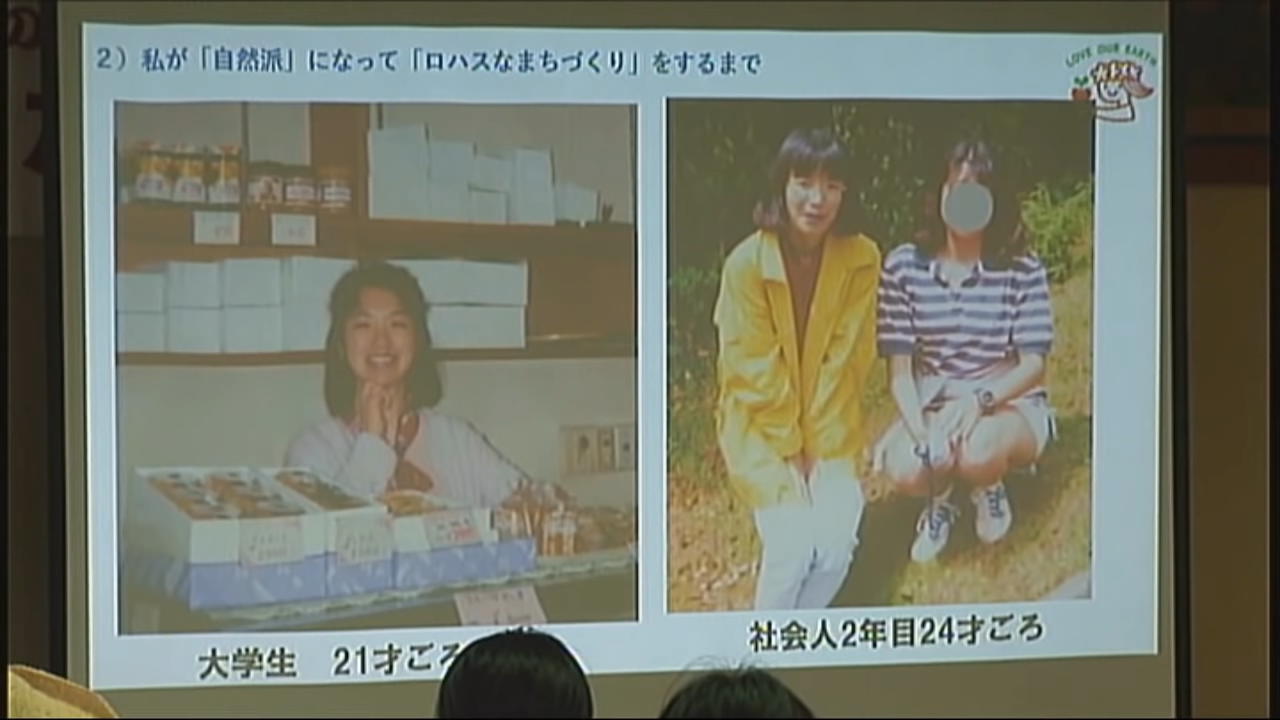 2）私が「自然派」になって「ロハスなまちづくり」をするまで
LOVE OUR EARTH
大学生 21才ごろ
社会人2年目24才ごろ